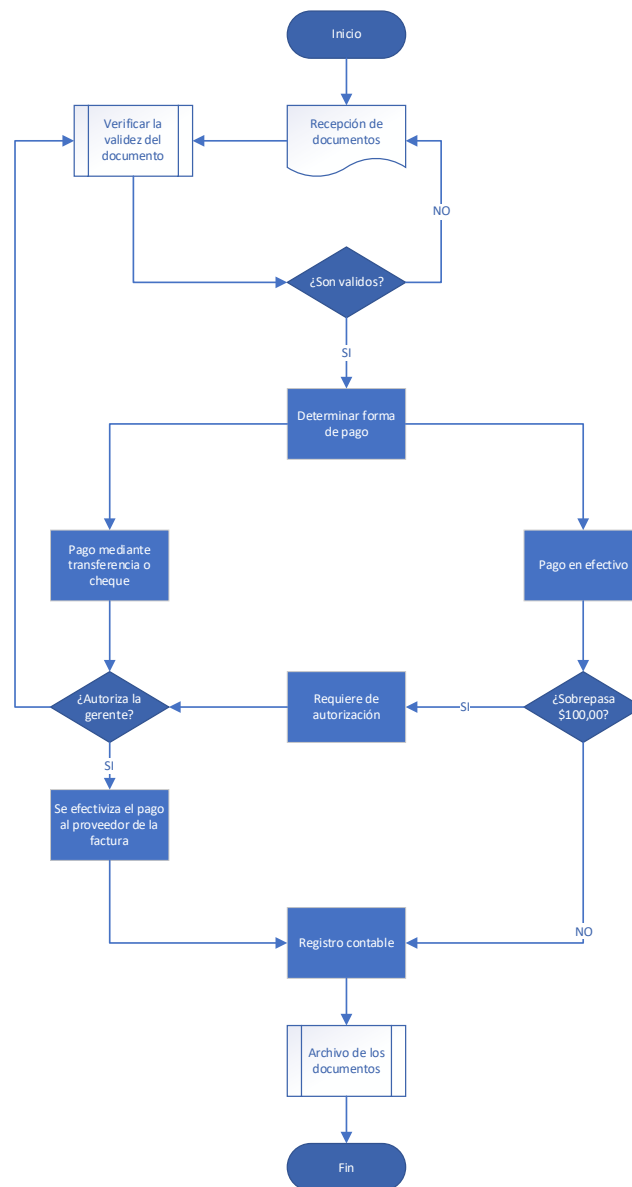 Inicio
Verificar la
validez del
documento
Recepción de
documentos
NO
¿Son validos?
SI
Determinar forma
de pago
Pago mediante
transferencia o
cheque
Pago en efectivo
¿Autoriza la
gerente?
Requiere de
autorización
SI
¿Sobrepasa
$100,00?
SI
Se efectiviza el pago
al proveedor de la
factura
Registro contable
NO
Archivo de los
documentos
Fin